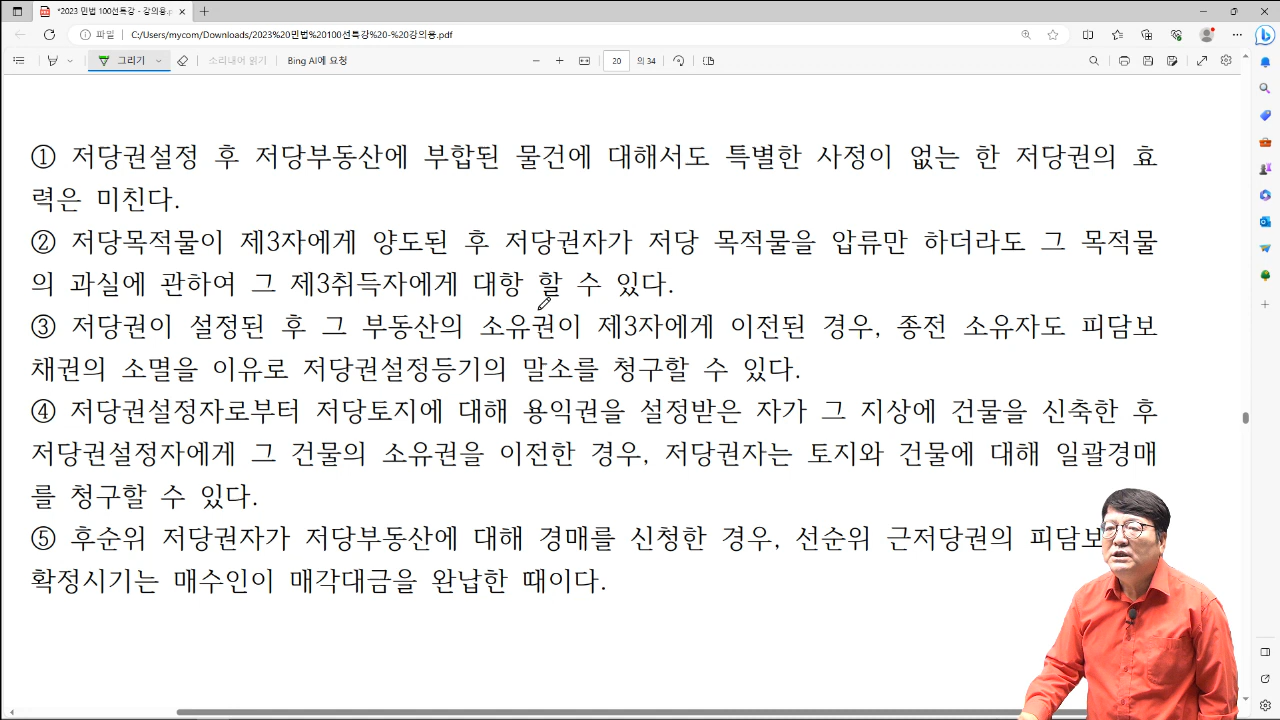 *2023 민법 100선특강 - 강의용.p
파일 C:/Users/mycom/Downloads/2023%20민법%20100선특강%20-%20강의용.pdf
그리기 소리내어 읽기 Bing AI에 요청 20 의 34
① 저당권설정 후 저당부동산에 부합된 물건에 대해서도 특별한 사정이 없는 한 저당권의 효
력은 미친다.
② 저당목적물이 제3자에게 양도된 후 저당권자가 저당 목적물을 압류만 하더라도 그 목적물
의 과실에 관하여 그 제3취득자에게 대항 할 수 있다.
③ 저당권이 설정된 후 그 부동산의 소유권이 제3자에게 이전된 경우, 종전 소유자도 피담보
채권의 소멸을 이유로 저당권설정등기의 말소를 청구할 수 있다.
④ 저당권설정자로부터 저당토지에 대해 용익권을 설정받은 자가 그 지상에 건물을 신축한 후
저당권설정자에게 그 건물의 소유권을 이전한 경우, 저당권자는 토지와 건물에 대해 일괄경매
를 청구할 수 있다.
⑤ 후순위 저당권자가 저당부동산에 대해 경매를 신청한 경우, 선순위 근저당권의 피담보
확정시기는 매수인이 매각대금을 완납한 때이다.